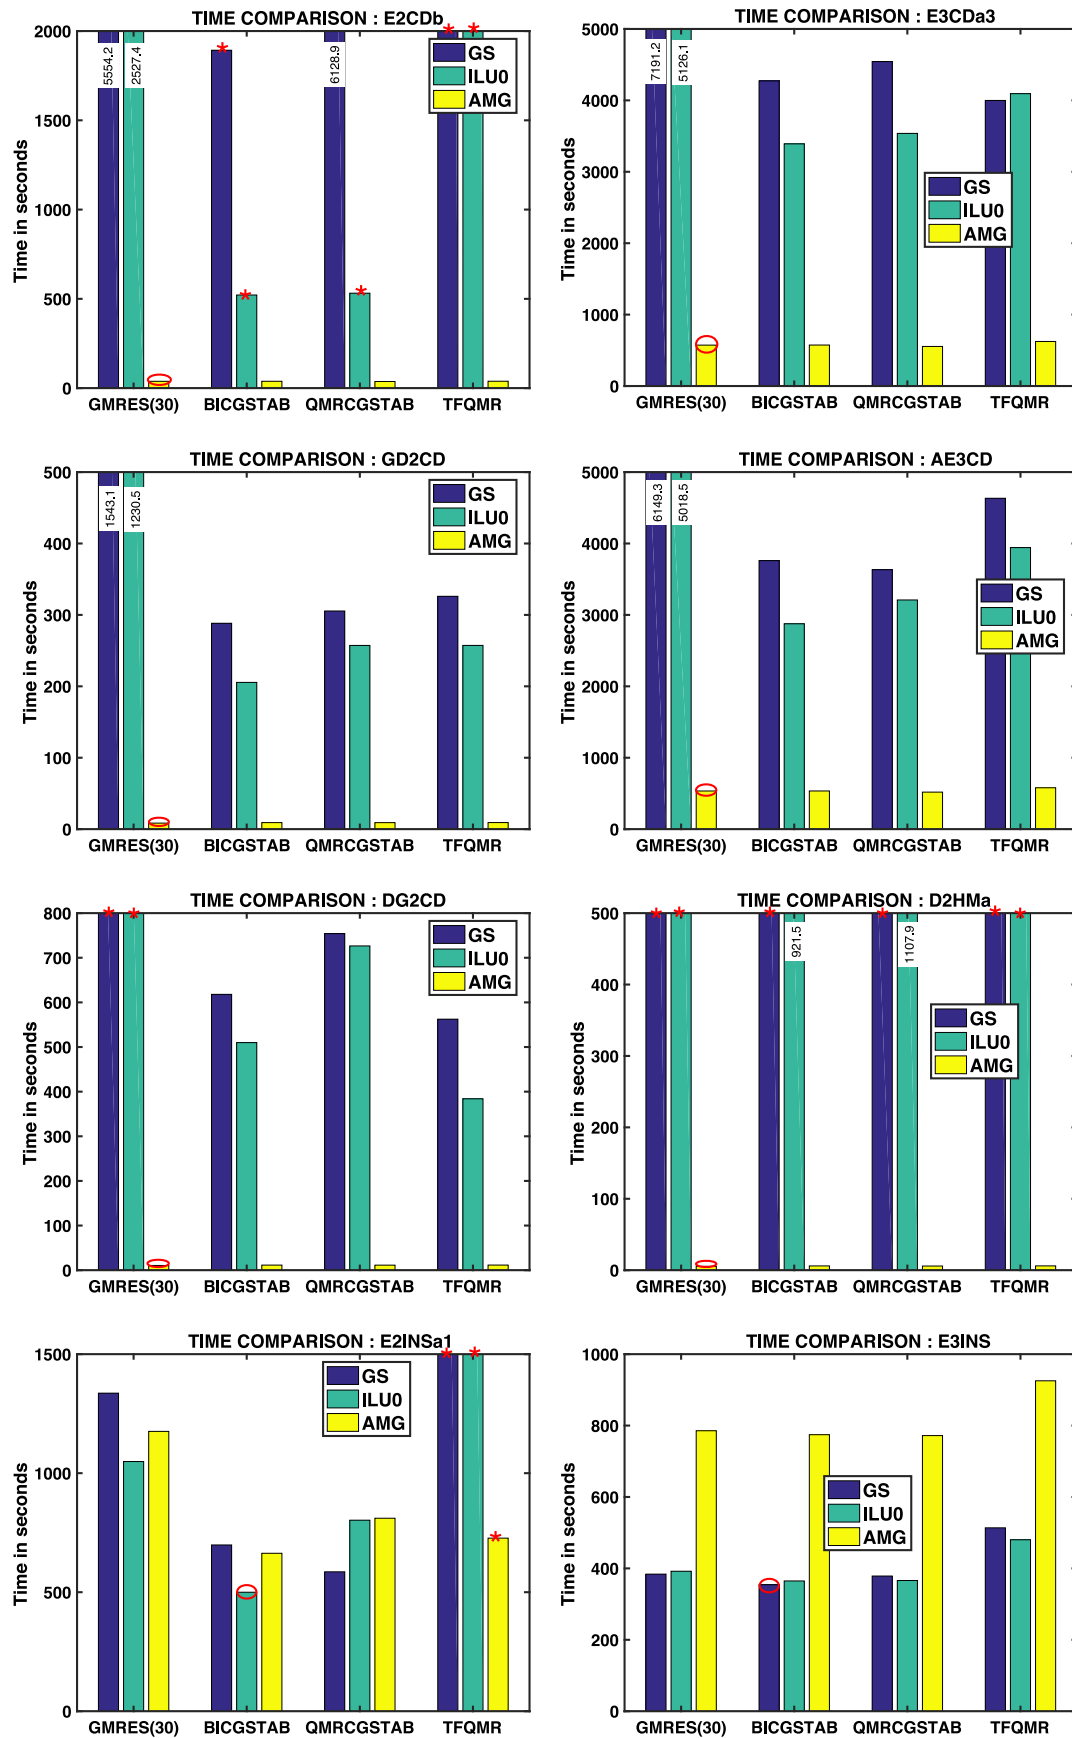 TIME COMPARISON : E2CDb
Time in seconds
2000
1500
1000
500
0
5554.2
2527.4
6128.9
GS
ILU0
AMG
GMRES(30) BICGSTAB QMRCGSTAB TFQMR
TIME COMPARISON : E3CDa3
Time in seconds
5000
4000
3000
2000
1000
0
7191.2
5126.1
GS
ILU0
AMG
GMRES(30) BICGSTAB QMRCGSTAB TFQMR
TIME COMPARISON : GD2CD
Time in seconds
500
400
300
200
100
0
1543.1
1230.5
GS
ILU0
AMG
GMRES(30) BICGSTAB QMRCGSTAB TFQMR
TIME COMPARISON : AE3CD
Time in seconds
5000
4000
3000
2000
1000
0
6149.3
5018.5
GS
ILU0
AMG
GMRES(30) BICGSTAB QMRCGSTAB TFQMR
TIME COMPARISON : DG2CD
Time in seconds
800
700
600
500
400
300
200
100
0
GS
ILU0
AMG
GMRES(30) BICGSTAB QMRCGSTAB TFQMR
TIME COMPARISON : D2HMa
Time in seconds
500
400
300
200
100
0
921.5
1107.9
GS
ILU0
AMG
GMRES(30) BICGSTAB QMRCGSTAB TFQMR
TIME COMPARISON : E2INSa1
Time in seconds
1500
1000
500
0
GS
ILU0
AMG
GMRES(30) BICGSTAB QMRCGSTAB TFQMR
TIME COMPARISON : E3INS
Time in seconds
1000
800
600
400
200
0
GS
ILU0
AMG
GMRES(30) BICGSTAB QMRCGSTAB TFQMR